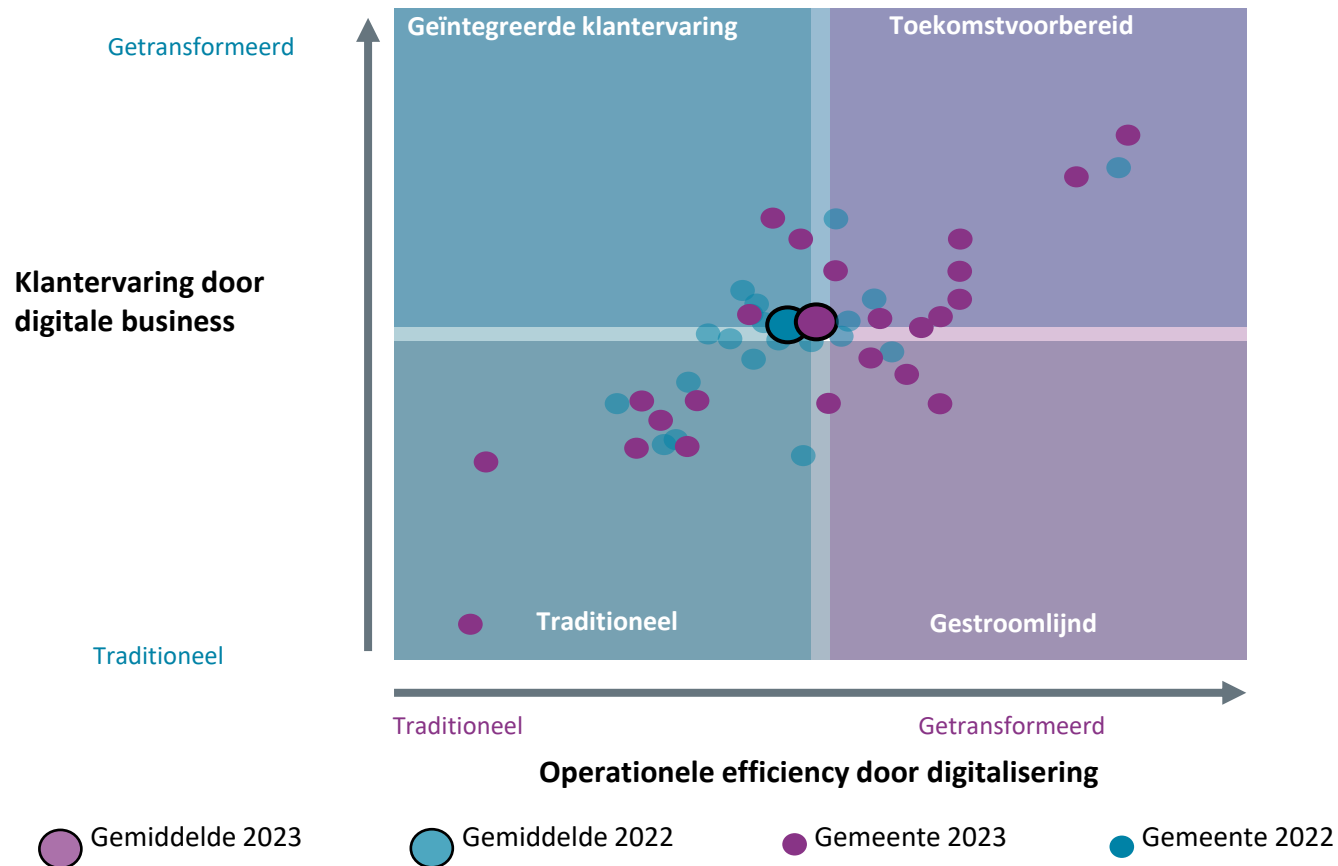 Geïntegreerde klantervaring
Toekomstvoorbereid
Getransformeerd
Klantervaring door
digitale business
Traditioneel
Gestroomlijnd
Traditioneel
Traditioneel
Getransformeerd
Operationele efficiency door digitalisering
Gemiddelde 2023
Gemiddelde 2022
Gemeente 2023
Gemeente 2022